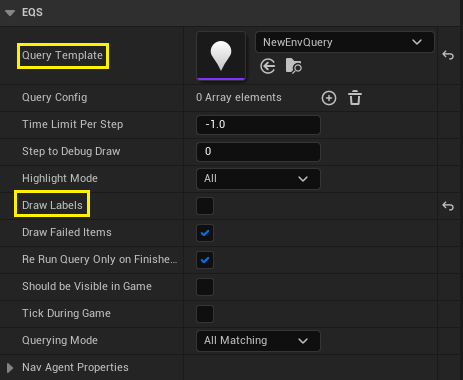 EQS
Query Template
NewEnvQuery
Query Config 0 Array elements
Time Limit Per Step -1.0
Step to Debug Draw 0
Highlight Mode All
Draw Labels
Draw Failed Items
Re Run Query Only on Finishe...
Should be Visible in Game
Tick During Game
Querying Mode All Matching
Nav Agent Properties